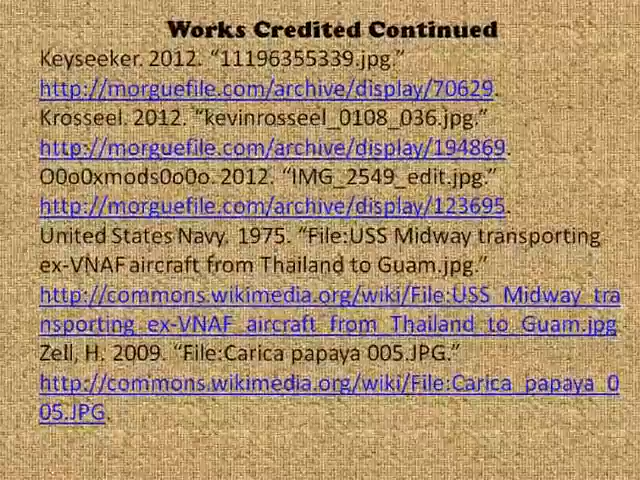 Works Credited Continued
Keyseeker. 2012. “11196355339.jpg.”
http://morguefile.com/archive/display/70629.
Krosseel. 2012. “kevinrosseel_0108_036.jpg.”
http://morguefile.com/archive/display/194869.
O0o0xmods0o0o. 2012. “IMG_2549_edit.jpg.”
http://morguefile.com/archive/display/123695.
United States Navy. 1975. “File:USS Midway transporting
ex-VNAF aircraft from Thailand to Guam.jpg.”
http://commons.wikimedia.org/wiki/File:USS_Midway_tra
nsporting_ex-VNAF_aircraft_from_Thailand_to_Guam.jpg
Zell, H. 2009. “File:Carica papaya 005.JPG.”
http://commons.wikimedia.org/wiki/File:Carica_papaya_0
05.JPG